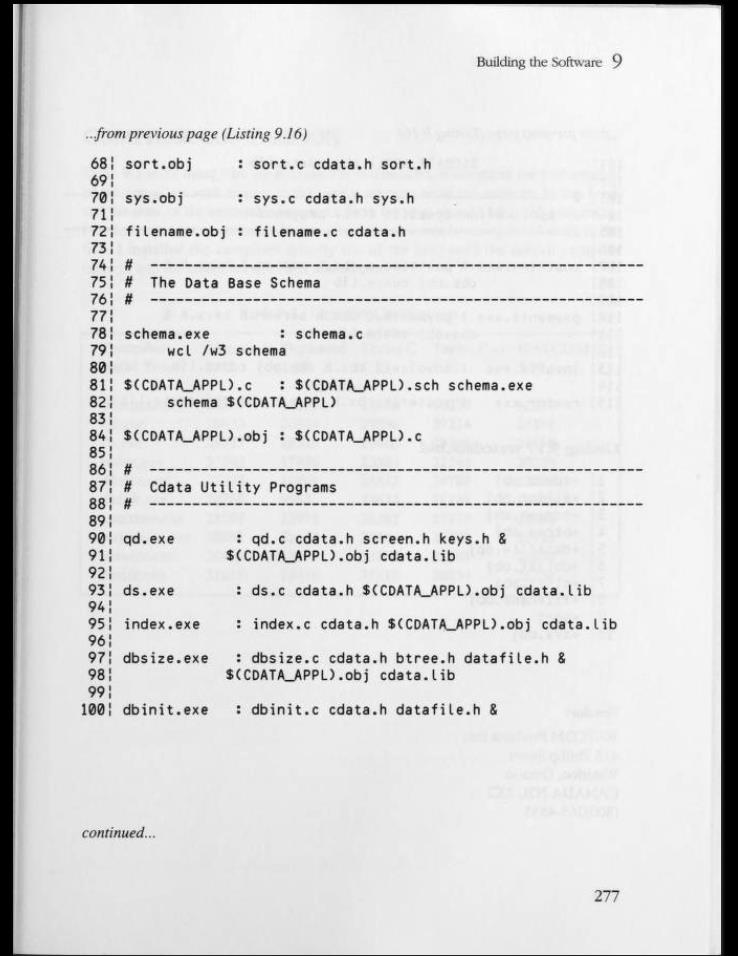 Building the Software 9
...from previous page (Listing 9.16)
68¦ sort.obj : sort.c cdata.h sort.h
69¦
70¦ sys.obj : sys.c cdata.h sys.h
71¦
72¦ filename.obj : filename.c cdata.h
73¦
74¦ # -----------------------------------------------
75¦ # The Data Base Schema
76¦ # -----------------------------------------------
77¦
78¦ schema.exe : schema.c
79¦ wcl /w3 schema
80¦
81¦ $(CDATA_APPL).c : $(CDATA_APPL).sch schema.exe
82¦ schema $(CDATA_APPL)
83¦
84¦ $(CDATA_APPL).obj : $(CDATA_APPL).c
85¦
86¦ # -----------------------------------------------
87¦ # Cdata Utility Programs
88¦ # -----------------------------------------------
89¦
90¦ qd.exe : qd.c cdata.h screen.h keys.h &
91¦ $(CDATA_APPL).obj cdata.lib
92¦
93¦ ds.exe : ds.c cdata.h $(CDATA_APPL).obj cdata.lib
94¦
95¦ index.exe : index.c cdata.h $(CDATA_APPL).obj cdata.lib
96¦
97¦ dbsize.exe : dbsize.c cdata.h btree.h datafile.h &
98¦ $(CDATA_APPL).obj cdata.lib
99¦
100¦ dbinit.exe : dbinit.c cdata.h datafile.h &
continued...
277